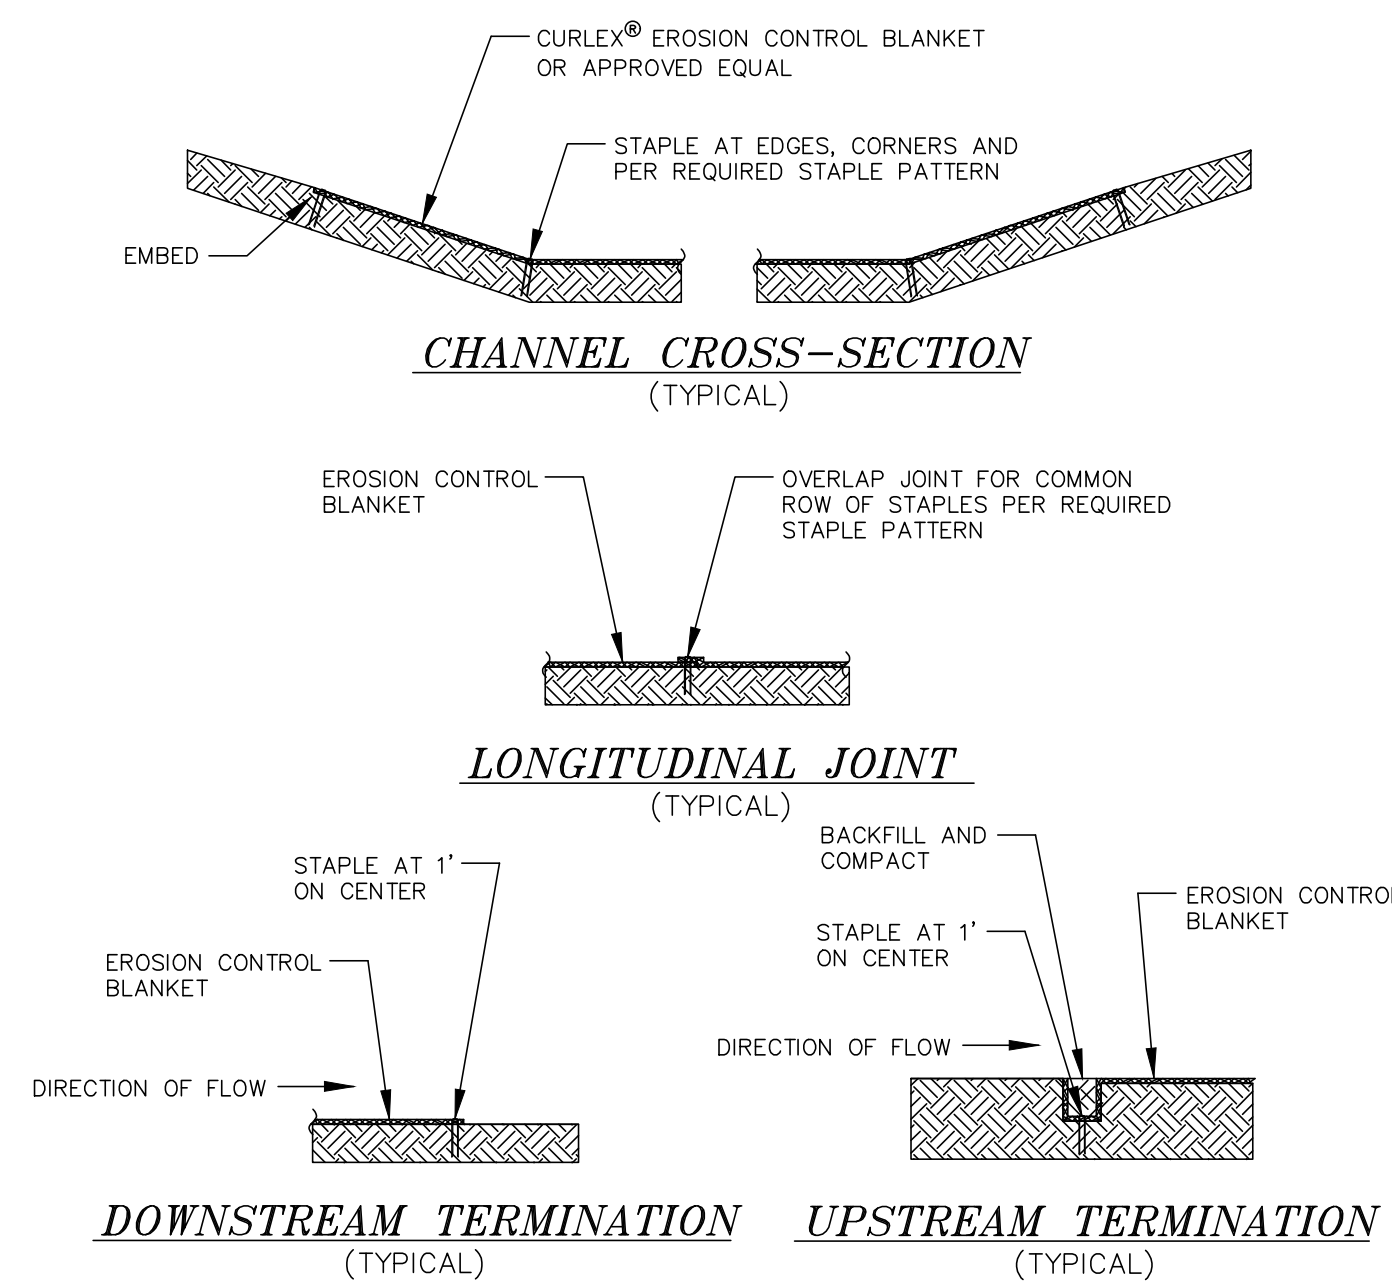 CURLEX® EROSION CONTROL BLANKET
OR APPROVED EQUAL
STAPLE AT EDGES, CORNERS AND
PER REQUIRED STAPLE PATTERN
EMBED
CHANNEL CROSS-SECTION
(TYPICAL)
EROSION CONTROL
BLANKET
OVERLAP JOINT FOR COMMON
ROW OF STAPLES PER REQUIRED
STAPLE PATTERN
LONGITUDINAL JOINT
(TYPICAL)
STAPLE AT 1'
ON CENTER
EROSION CONTROL
BLANKET
DIRECTION OF FLOW
DOWNSTREAM TERMINATION
(TYPICAL)
BACKFILL AND
COMPACT
EROSION CONTROL
BLANKET
STAPLE AT 1'
ON CENTER
DIRECTION OF FLOW
UPSTREAM TERMINATION
(TYPICAL)